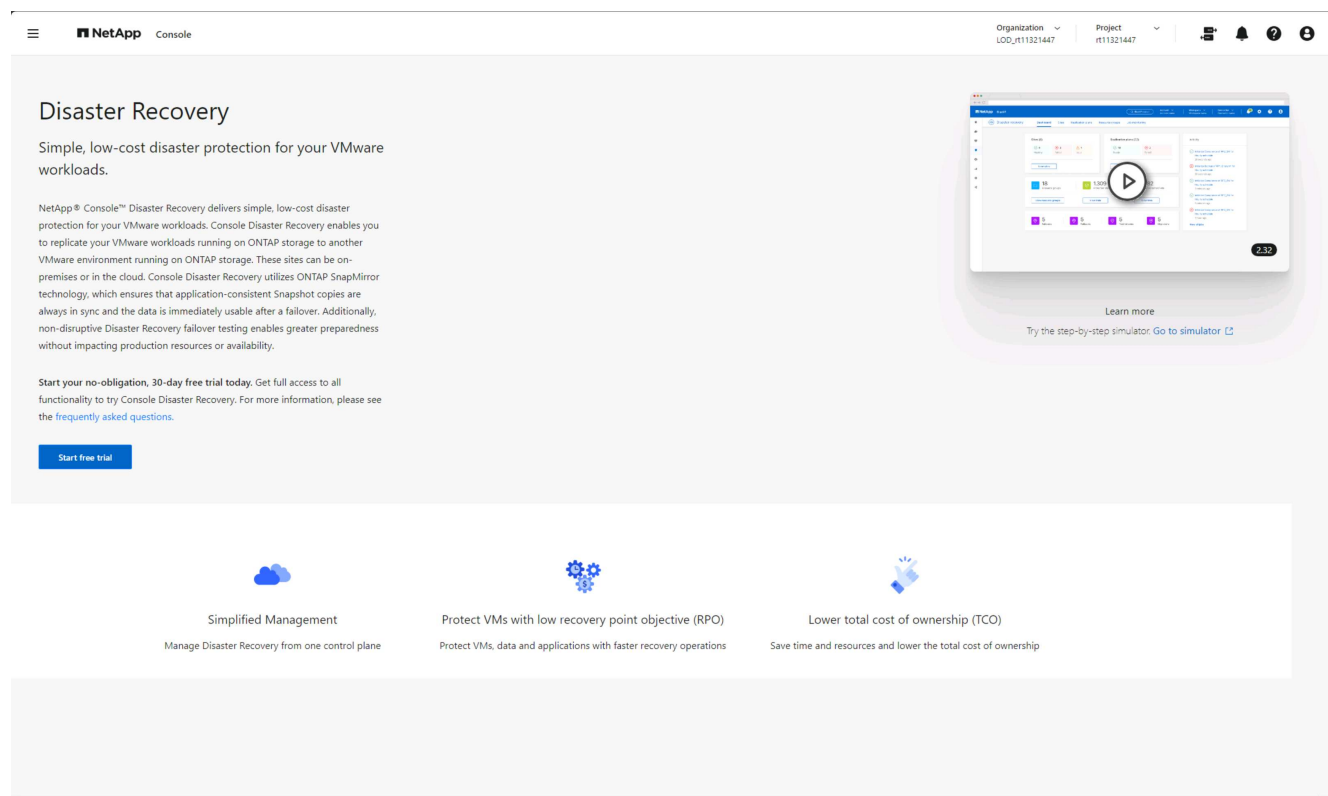 NetApp Console
Organization
LOD_rt11321447
Project
rt11321447
Disaster Recovery
Simple, low-cost disaster protection for your VMware
workloads.
NetApp® Console™ Disaster Recovery delivers simple, low-cost disaster
protection for your VMware workloads. Console Disaster Recovery enables you
to replicate your VMware workloads running on ONTAP storage to another
VMware environment running on ONTAP storage. These sites can be on-
premises or in the cloud. Console Disaster Recovery utilizes ONTAP SnapMirror
technology, which ensures that application-consistent Snapshot copies are
always in sync and the data is immediately usable after a failover. Additionally,
non-disruptive Disaster Recovery failover testing enables greater preparedness
without impacting production resources or availability.
Start your no-obligation, 30-day free trial today. Get full access to all
functionality to try Console Disaster Recovery. For more information, please see
the frequently asked questions.
Start free trial
2.32
Learn more
Try the step-by-step simulator. Go to simulator
Simplified Management
Manage Disaster Recovery from one control plane
Protect VMs with low recovery point objective (RPO)
Protect VMs, data and applications with faster recovery operations
Lower total cost of ownership (TCO)
Save time and resources and lower the total cost of ownership